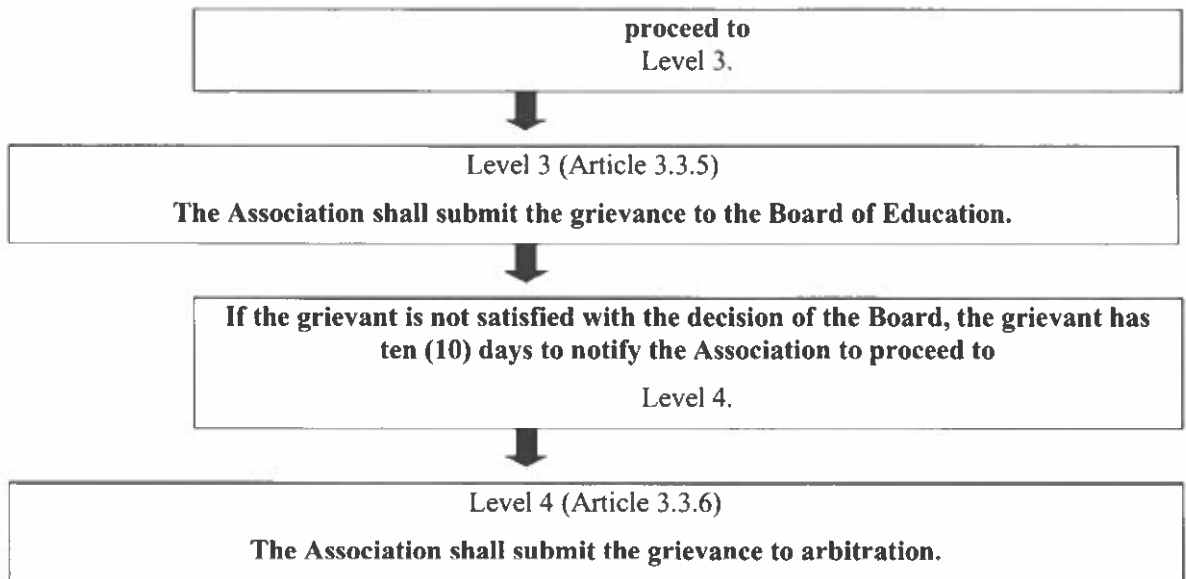 proceed to
Level 3.
Level 3 (Article 3.3.5)
The Association shall submit the grievance to the Board of Education.
If the grievant is not satisfied with the decision of the Board, the grievant has
ten (10) days to notify the Association to proceed to
Level 4.
Level 4 (Article 3.3.6)
The Association shall submit the grievance to arbitration.